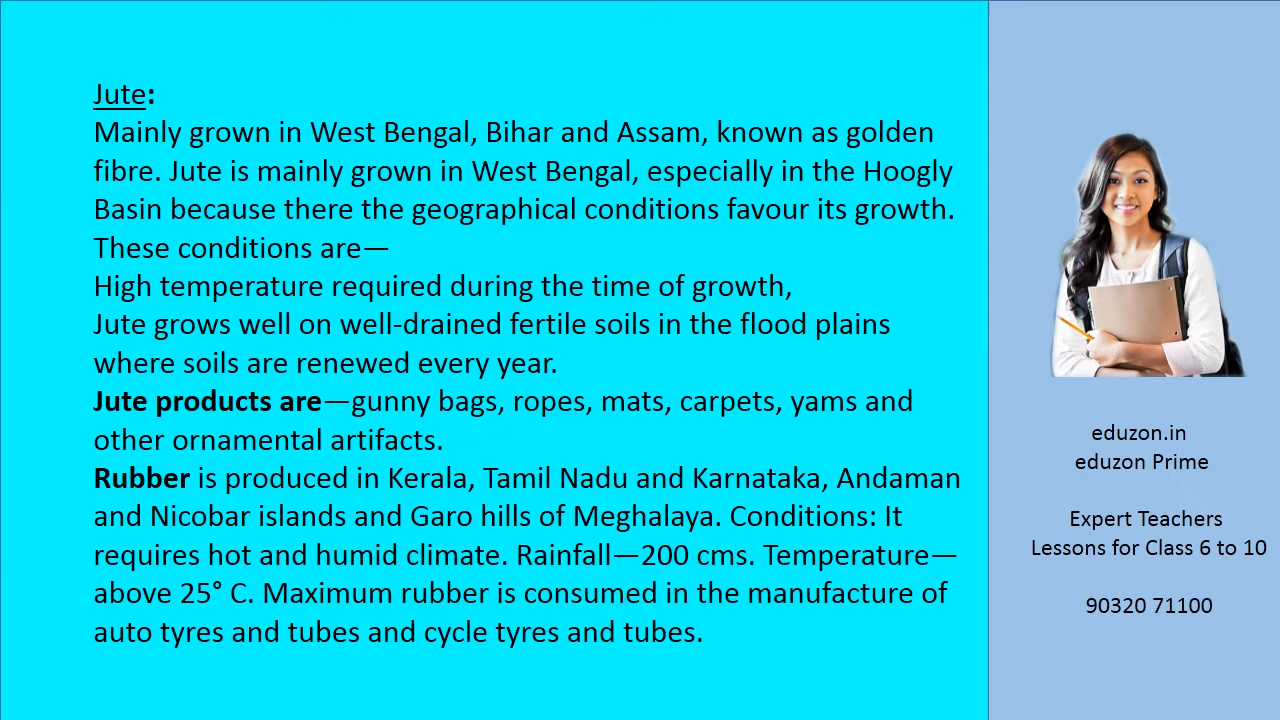 Jute:
Mainly grown in West Bengal, Bihar and Assam, known as golden
fibre. Jute is mainly grown in West Bengal, especially in the Hoogly
Basin because there the geographical conditions favour its growth.
These conditions are—
High temperature required during the time of growth,
Jute grows well on well-drained fertile soils in the flood plains
where soils are renewed every year.
Jute products are—gunny bags, ropes, mats, carpets, yams and
other ornamental artifacts.
Rubber is produced in Kerala, Tamil Nadu and Karnataka, Andaman
and Nicobar islands and Garo hills of Meghalaya. Conditions: It
requires hot and humid climate. Rainfall—200 cms. Temperature—
above 25° C. Maximum rubber is consumed in the manufacture of
auto tyres and tubes and cycle tyres and tubes.
eduzon.in
eduzon Prime
Expert Teachers
Lessons for Class 6 to 10
90320 71100